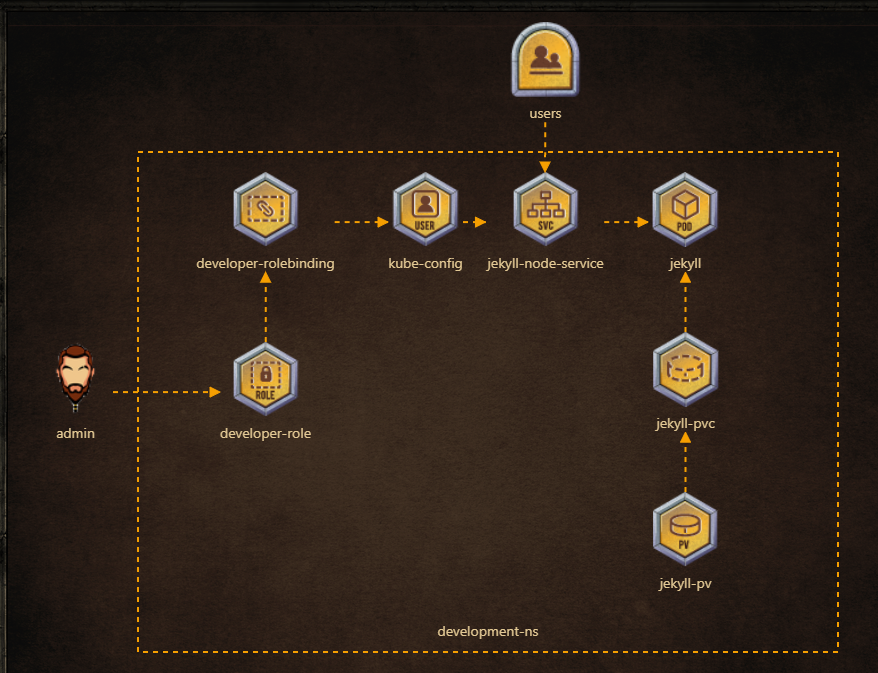 users
USER
SVC
POD
developer-rolebinding
kube-config
jekyll-node-service
jekyll
ROLE
admin
developer-role
jekyll-pvc
PV
jekyll-pv
development-ns